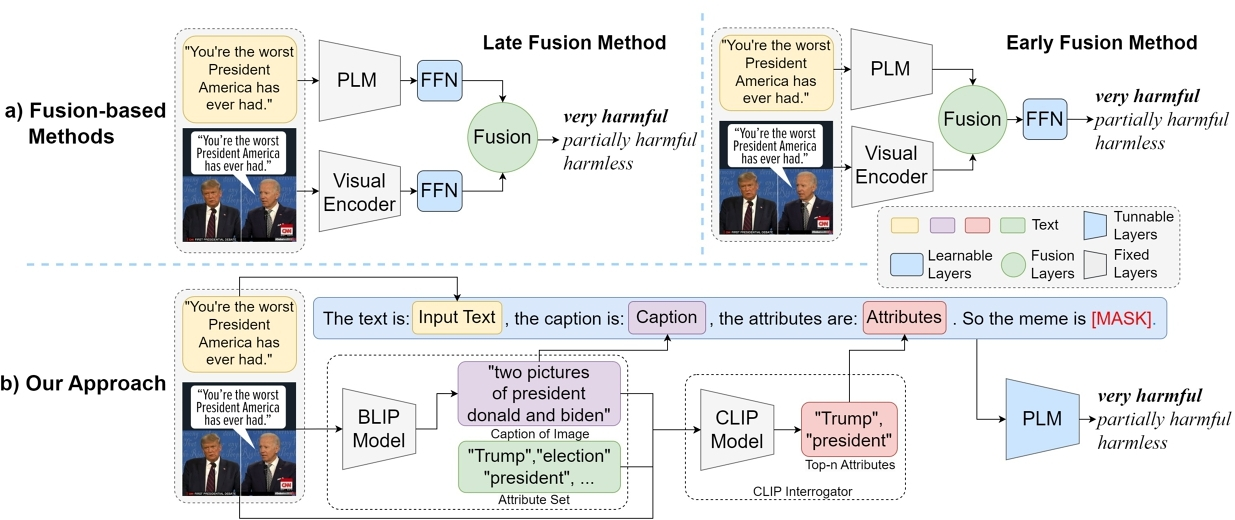 a) Fusion-based
Methods
"You're the worst
President
America has
ever had."
"You're the worst
President America
has ever had."
CNN
PLM
FFN
Visual
Encoder
FFN
Late Fusion Method
Fusion
very harmful
partially harmful
harmless
"You're the worst
President
America has
ever had."
"You're the worst
President America
has ever had."
CNN
PLM
Visual
Encoder
Early Fusion Method
Fusion
FFN
very harmful
partially harmful
harmless
Text
Tunnable
Layers
Learnable
Layers
Fusion
Layers
Fixed
Layers
b) Our Approach
"You're the worst
President
America has
ever had."
"You're the worst
President America
has ever had."
CNN
The text is: Input Text , the caption is: Caption , the attributes are: Attributes . So the meme is [MASK].
BLIP
Model
"two pictures
of president
donald and biden"
Caption of Image
"Trump","election"
"president", ...
Attribute Set
CLIP
Model
"Trump",
"president"
Top-n Attributes
CLIP Interrogator
PLM
very harmful
partially harmful
harmless